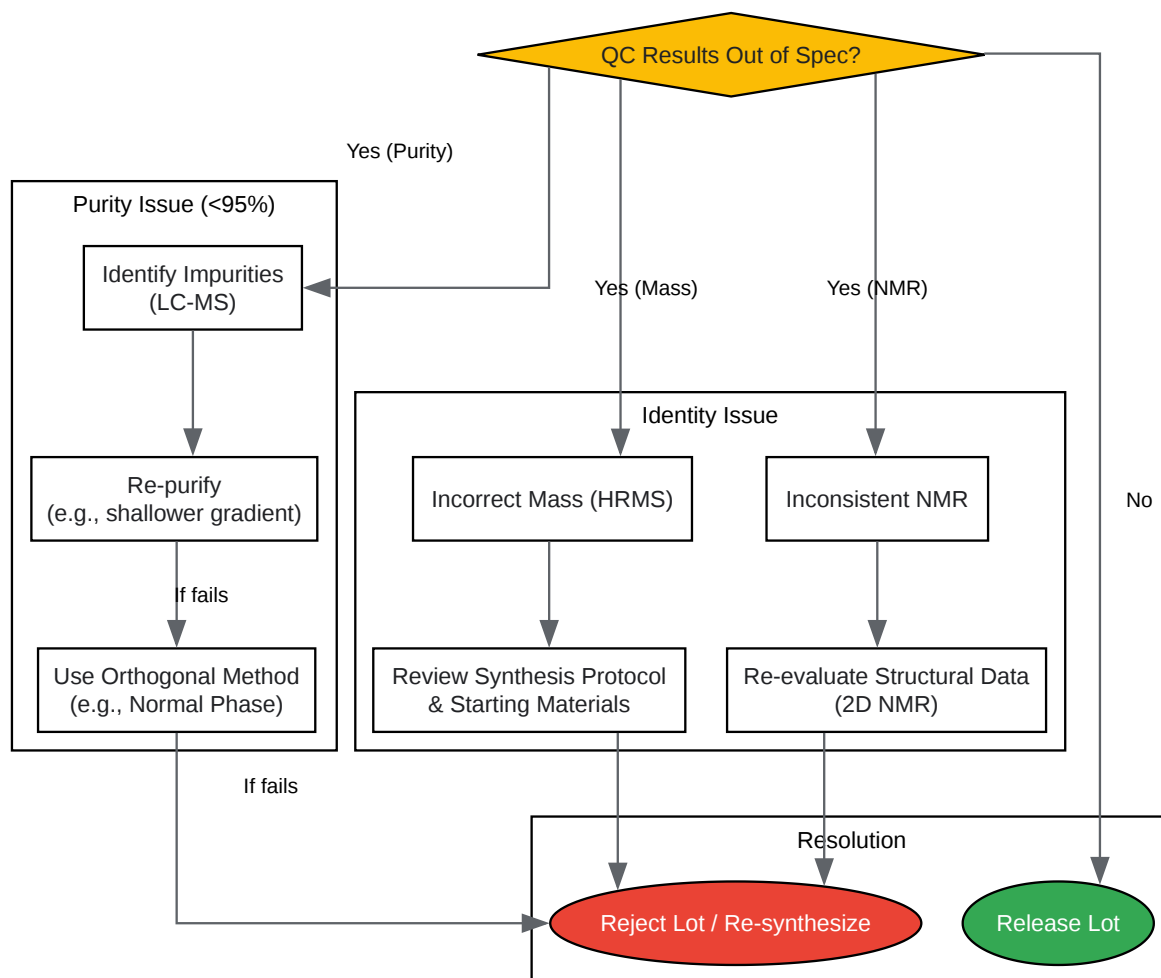 QC Results Out of Spec?
Yes (Purity)
Purity Issue (<95%)
Identify Impurities
(LC-MS)
Yes (Mass)
Yes (NMR)
Identity Issue
Re-purify
(e.g., shallower gradient)
Incorrect Mass (HRMS)
Inconsistent NMR
No
If fails
Use Orthogonal Method
(e.g., Normal Phase)
Review Synthesis Protocol
& Starting Materials
Re-evaluate Structural Data
(2D NMR)
If fails
Resolution
Reject Lot / Re-synthesize
Release Lot